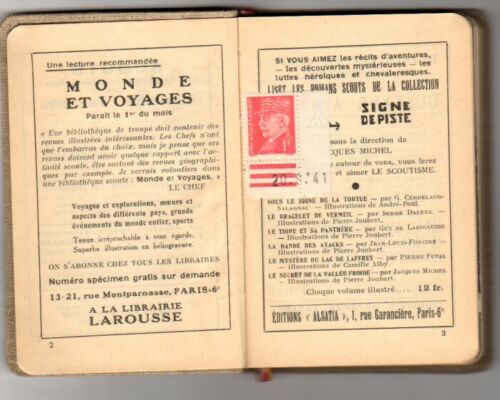 Une lecture recommandée
MONDE
ET VOYAGES
Paraît le 1er du mois
« Une bibliothèque de troupe doit contenir des
revues illustrées intéressantes. Les Chefs n'ont
que l'embarras du choix, mais je pense que ces
revues doivent avoir quelque rapport avec l'acti-
vité scoute, être surtout des revues géographi-
ques par exemple. Je verrais volontiers dans
une bibliothèque scoute : Monde et Voyages. »
LE CHEF
Voyages et explorations, mœurs et
aspects des différents pays, grands
événements du monde entier, sports
Tenue irréprochable à tous égards.
Superbe illustration en héliogravure.
ON S'ABONNE CHEZ TOUS LES LIBRAIRES
Numéro spécimen gratis sur demande
13-21, rue Montparnasse, PARIS-6e
A LA LIBRAIRIE
LAROUSSE
2
SI VOUS AIMEZ les récits d'aventures,
- les découvertes mystérieuses - les
luttes héroïques et chevaleresques.
LIREZ LES ROMANS SCOUTS DE LA COLLECTION
SIGNE
DE PISTE
1F
sous la direction de
JACQUES MICHEL
autour de vous, vous ferez
et aimer LE SCOUTISME.
20. .41
SOUS LE SIGNE DE LA TORTUE — par G. Cerbelaud-
Salagnac — Illustrations de André-Paul.
LE BRACELET DE VERMEIL — par Serge Dalens.
Illustrations de Pierre Joubert.
LE TIGRE ET SA PANTHÈRE — par Guy de Larigaudie
— Illustrations de Pierre Joubert.
LA BANDE DES AYACKS — par Jean-Louis-Foncine
— Illustrations de Pierre Joubert.
LE MYSTÈRE DU LAC DE LAFFREY — par Pierre Fuval
— Illustrations de Camille Alby.
LE SECRET DE LA VALLÉE FROIDE — par Jacques Michel
— Illustrations de Pierre Joubert.
Chaque volume illustré.... 12 fr.
ÉDITIONS « ALSATIA », 1, rue Garancière, Paris-6e
3